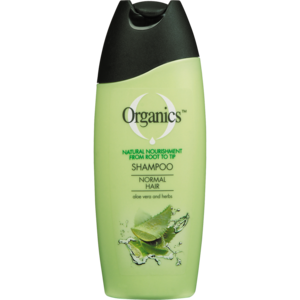 Organics™
NATURAL NOURISHMENT
FROM ROOT TO TIP
SHAMPOO
NORMAL
HAIR
aloe vera and herbs